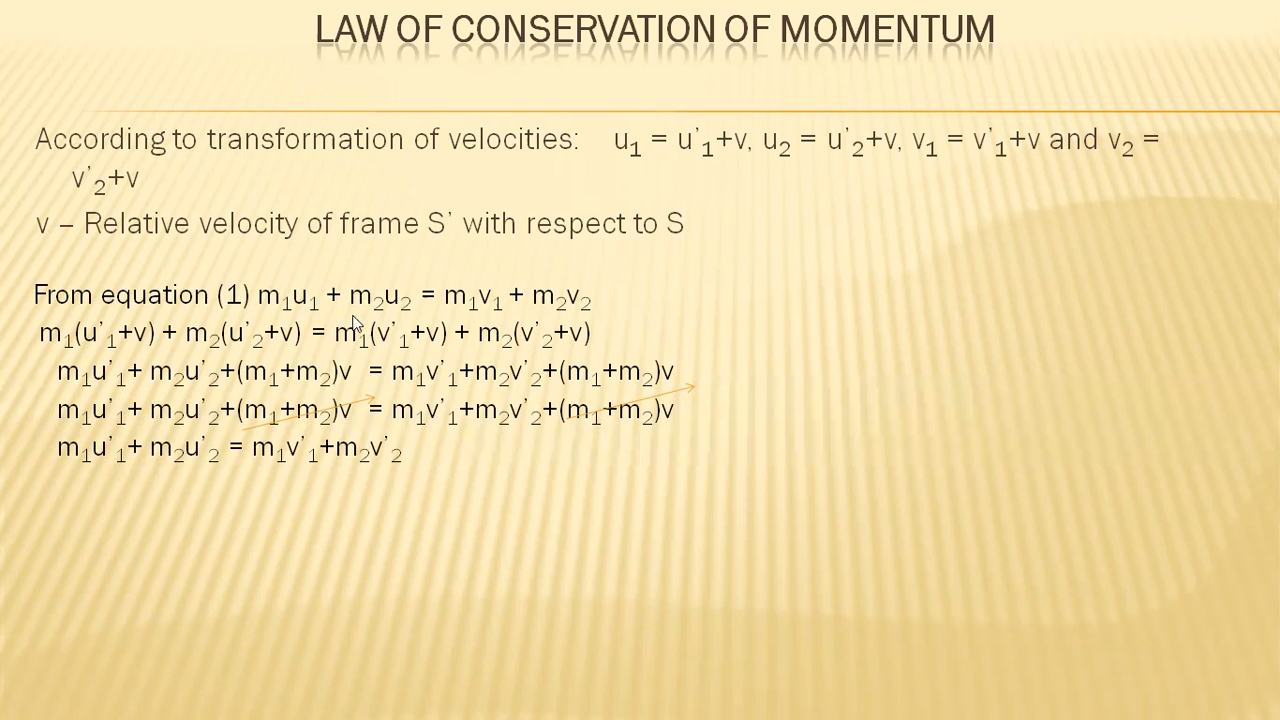 LAW OF CONSERVATION OF MOMENTUM
According to transformation of velocities: u₁ = u’₁+v, u₂ = u’₂+v, v₁ = v’₁+v and v₂ =
v’₂+v
v – Relative velocity of frame S’ with respect to S
From equation (1) m₁u₁ + m₂u₂ = m₁v₁ + m₂v₂
m₁(u’₁+v) + m₂(u’₂+v) = m₁(v’₁+v) + m₂(v’₂+v)
m₁u’₁+ m₂u’₂+(m₁+m₂)v = m₁v’₁+m₂v’₂+(m₁+m₂)v
m₁u’₁+ m₂u’₂+(m₁+m₂)v = m₁v’₁+m₂v’₂+(m₁+m₂)v
m₁u’₁+ m₂u’₂ = m₁v’₁+m₂v’₂